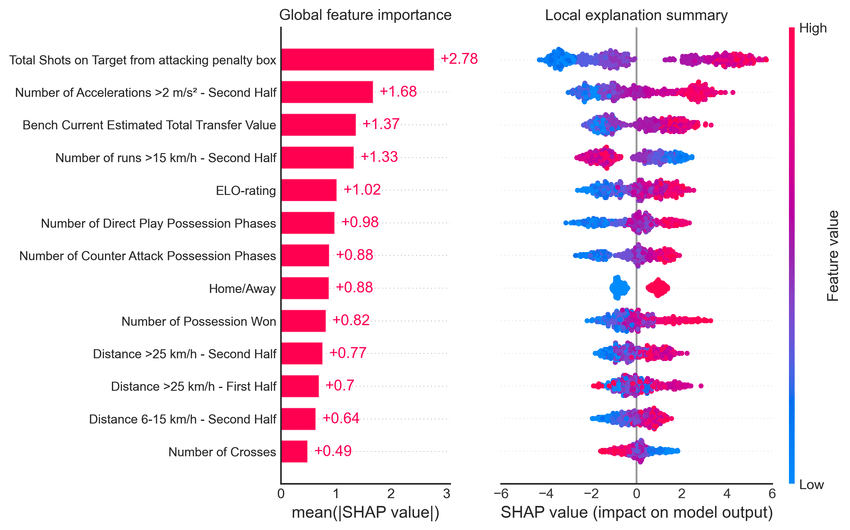 Global feature importance
Local explanation summary
High
Total Shots on Target from attacking penalty box
+2.78
Number of Accelerations >2 m/s² - Second Half
+1.68
Bench Current Estimated Total Transfer Value
+1.37
Number of runs >15 km/h - Second Half
+1.33
ELO-rating
+1.02
Number of Direct Play Possession Phases
+0.98
Number of Counter Attack Possession Phases
+0.88
Home/Away
+0.88
Number of Possession Won
+0.82
Distance >25 km/h - Second Half
+0.77
Distance >25 km/h - First Half
+0.7
Distance 6-15 km/h - Second Half
+0.64
Number of Crosses
+0.49
Feature value
Low
0 1 2 3
−6 −4 −2 0 2 4 6
mean(|SHAP value|)
SHAP value (impact on model output)